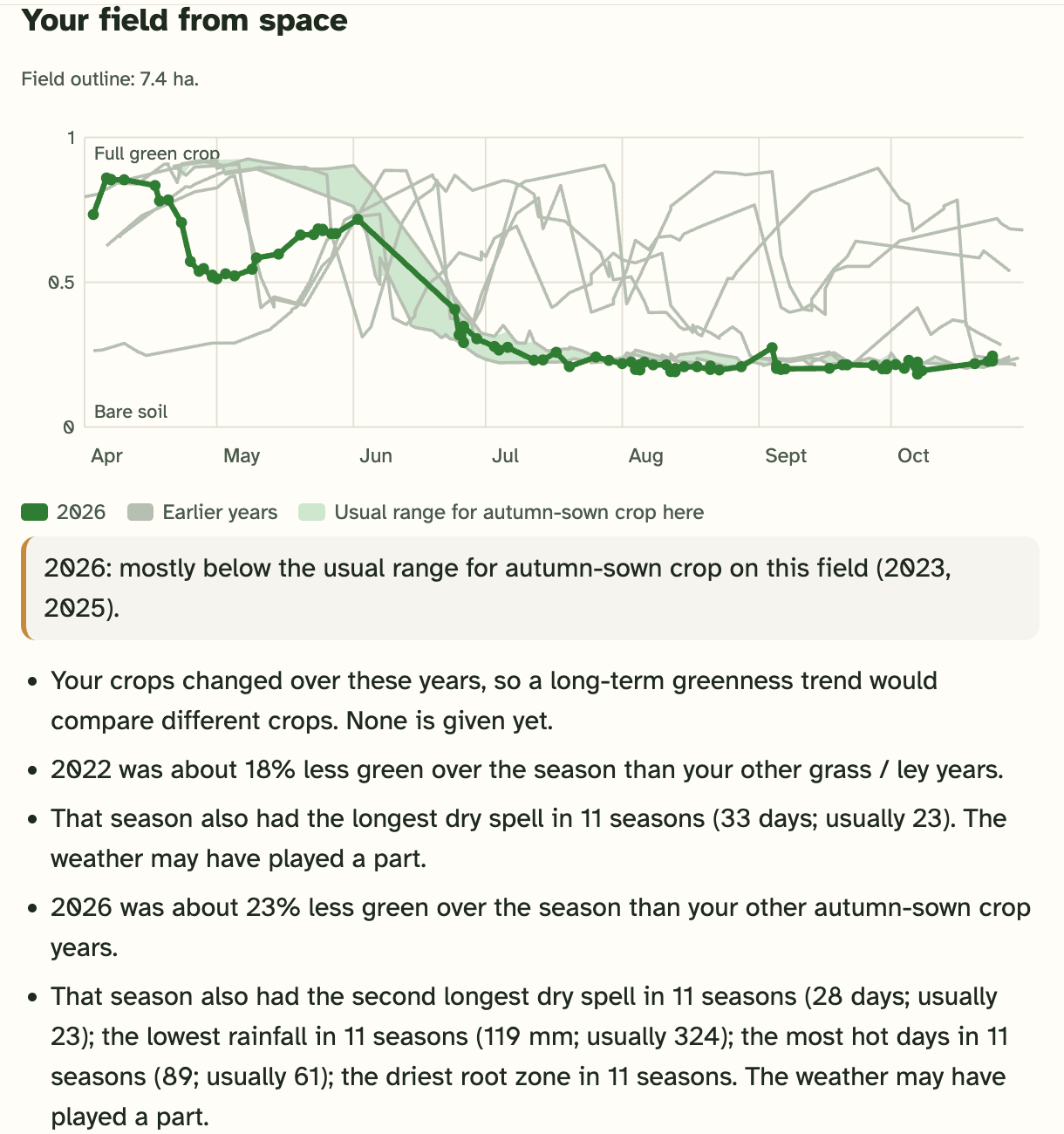 Your field from space
Field outline: 7.4 ha.
1
Full green crop
0.5
Bare soil
0
Apr May Jun Jul Aug Sept Oct
2026 Earlier years Usual range for autumn-sown crop here
2026: mostly below the usual range for autumn-sown crop on this field (2023,
2025).
• Your crops changed over these years, so a long-term greenness trend would
compare different crops. None is given yet.
• 2022 was about 18% less green over the season than your other grass / ley years.
• That season also had the longest dry spell in 11 seasons (33 days; usually 23). The
weather may have played a part.
• 2026 was about 23% less green over the season than your other autumn-sown crop
years.
• That season also had the second longest dry spell in 11 seasons (28 days; usually
23); the lowest rainfall in 11 seasons (119 mm; usually 324); the most hot days in 11
seasons (89; usually 61); the driest root zone in 11 seasons. The weather may have
played a part.